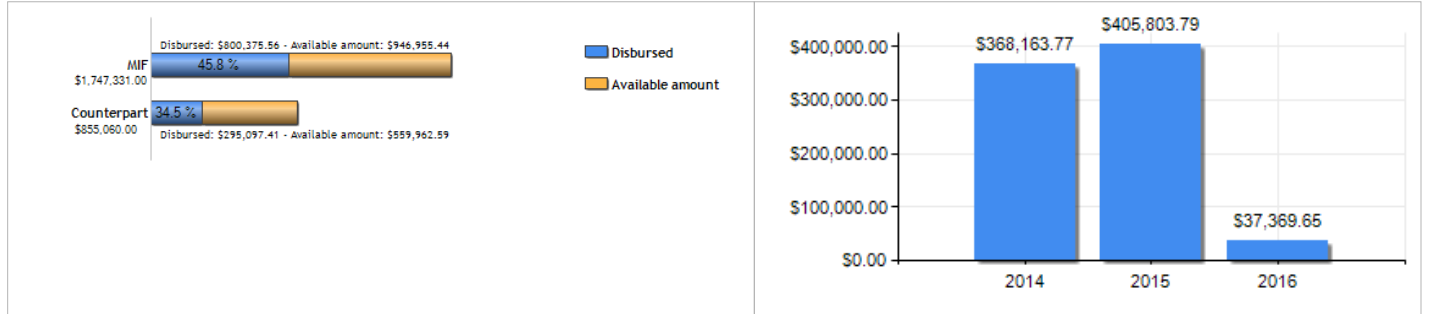 Disbursed: $800,375.56 - Available amount: $946,955.44
MIF
$1,747,331.00
45.8 %
Counterpart
$855,060.00
34.5 %
Disbursed: $295,097.41 - Available amount: $559,962.59
Disbursed
Available amount
$405,803.79
$368,163.77
$37,369.65
$400,000.00
$300,000.00
$200,000.00
$100,000.00
$0.00
2014 2015 2016